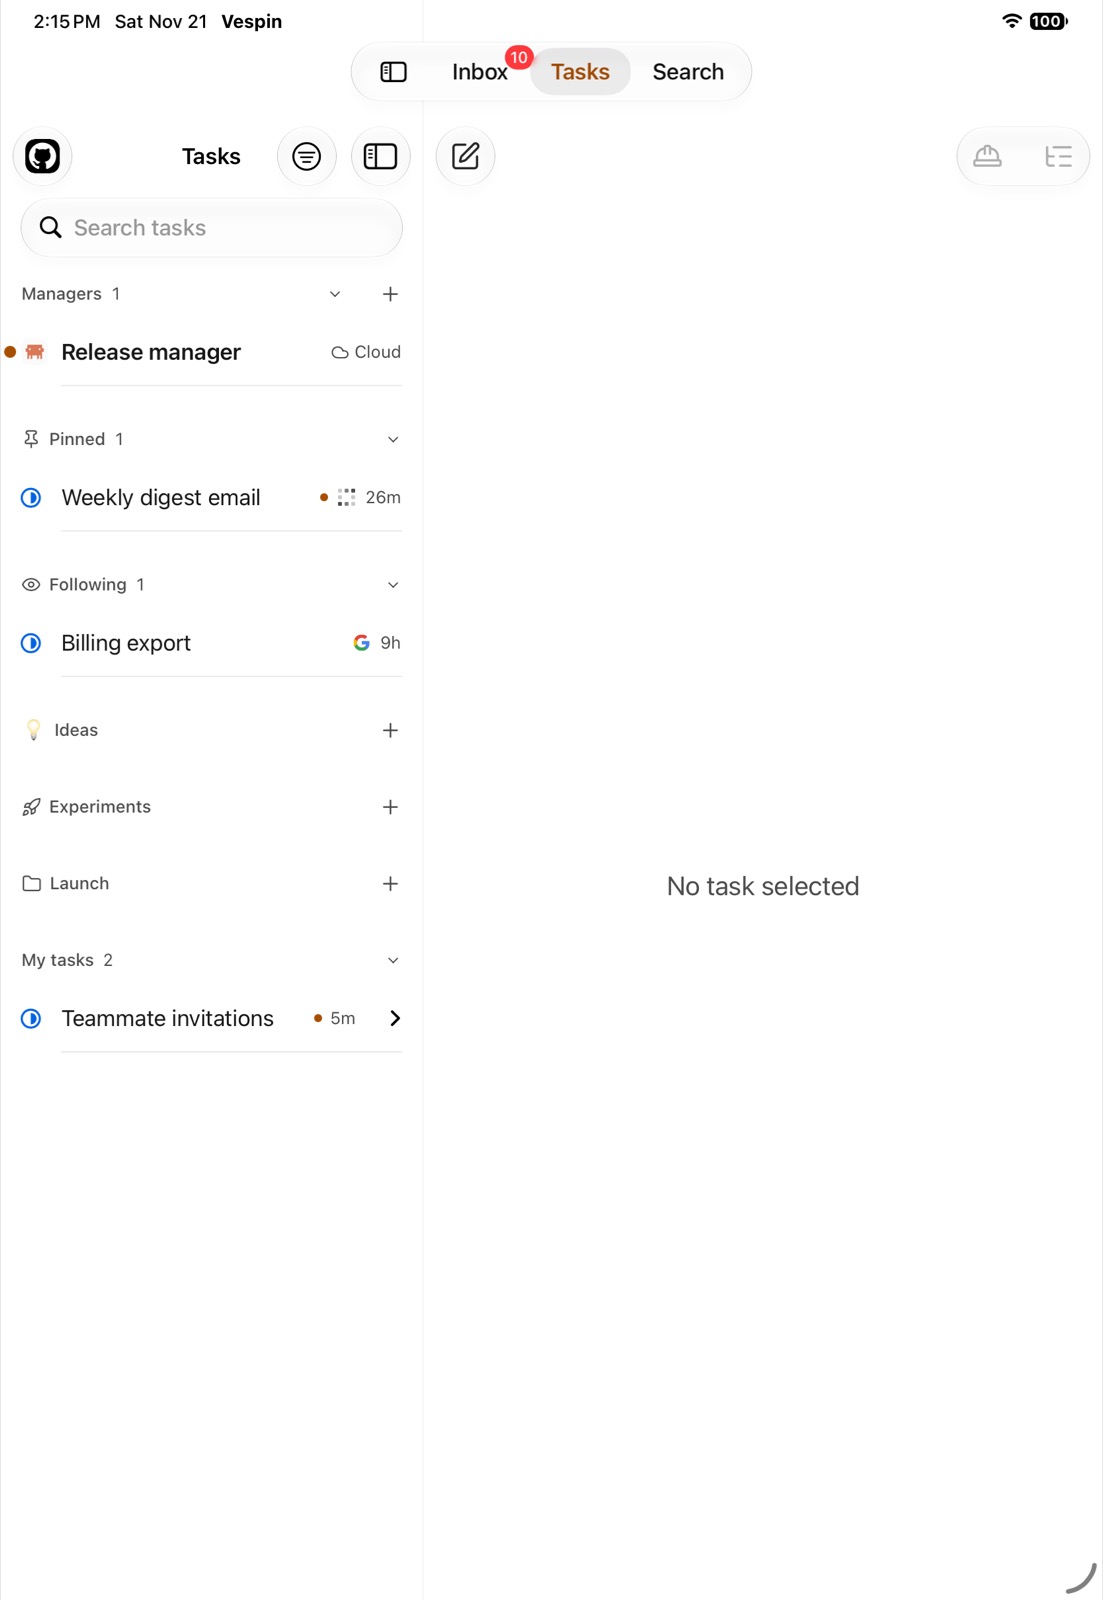 2:15 PM Sat Nov 21 Vespin
100
Inbox 10 Tasks Search
Tasks
Search tasks
Managers 1
Release manager Cloud
Pinned 1
Weekly digest email 26m
Following 1
Billing export 9h
Ideas
Experiments
Launch
My tasks 2
Teammate invitations 5m
No task selected